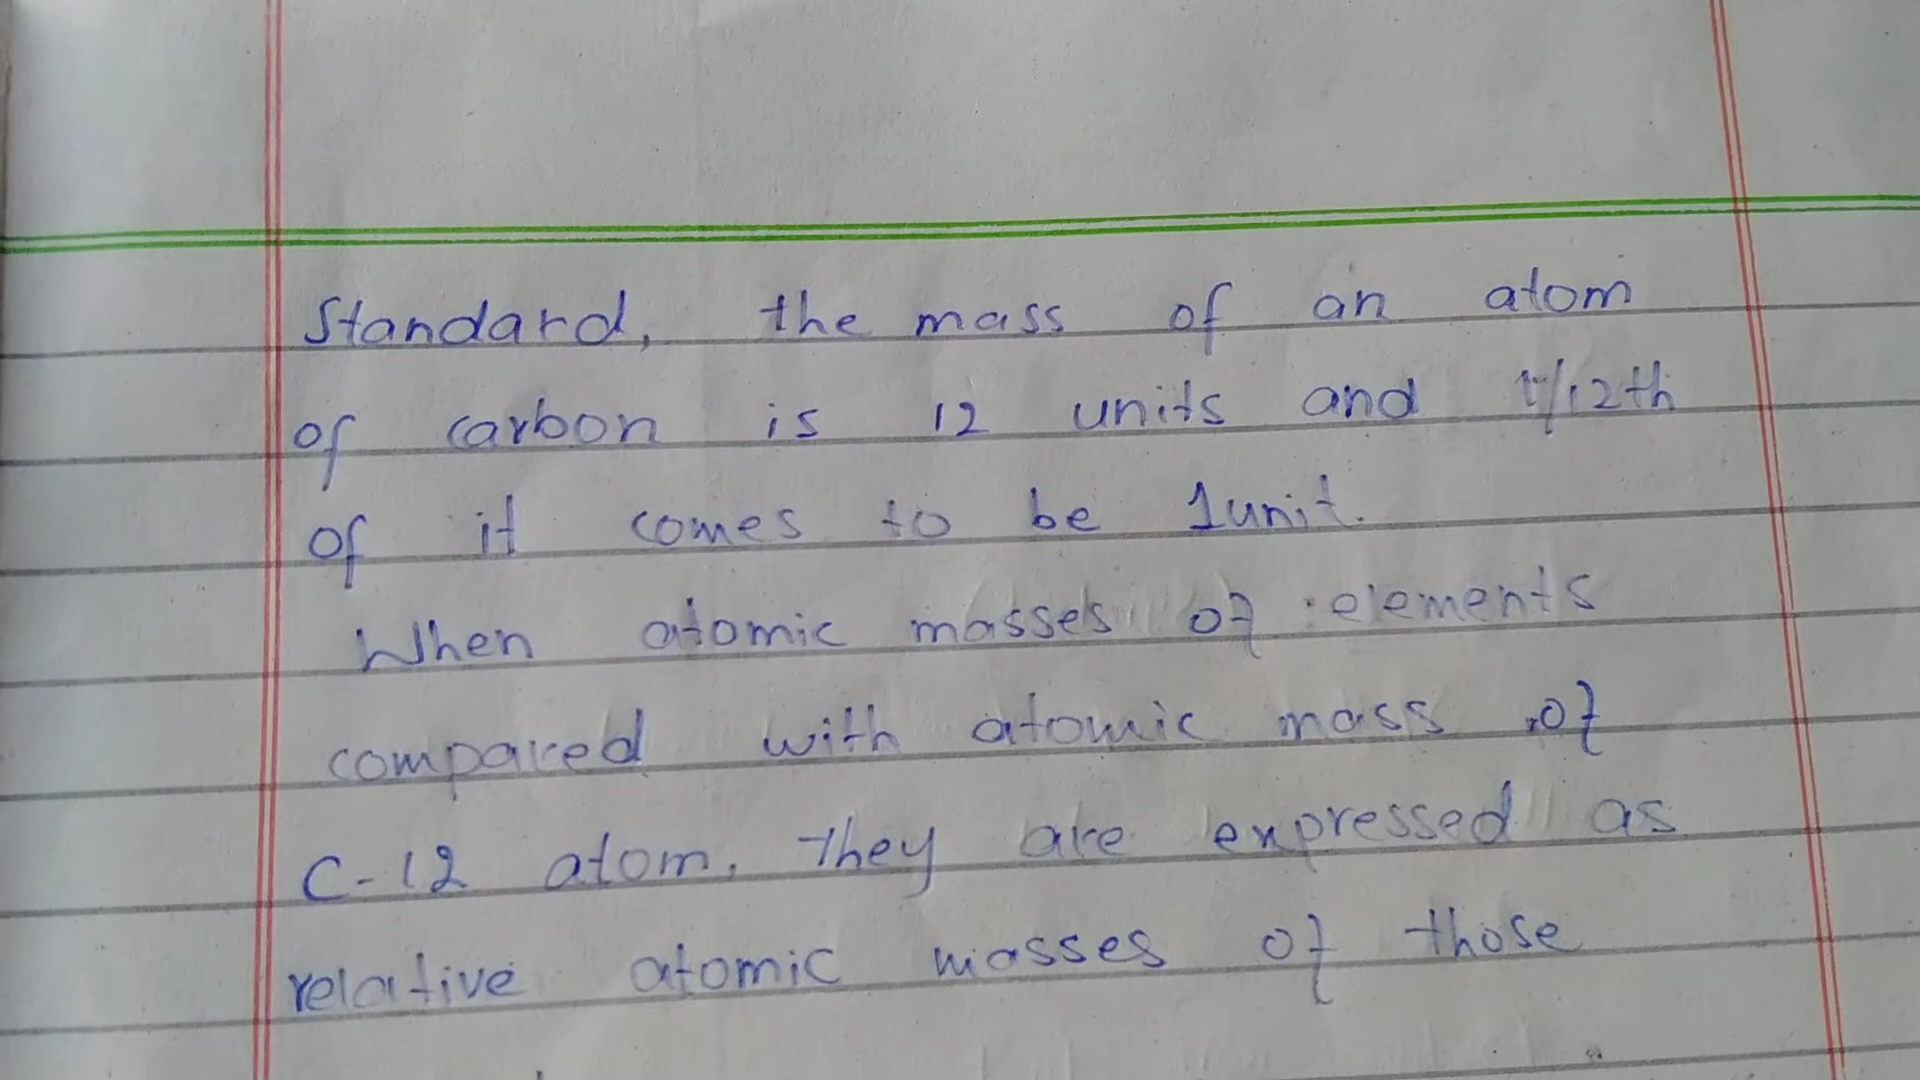 Standard, the mass of an atom
of carbon is 12 units and 1/12th
of it comes to be 1unit.
When atomic masses of elements
compared with atomic mass of
C-12 atom. They are expressed as
relative atomic masses of those